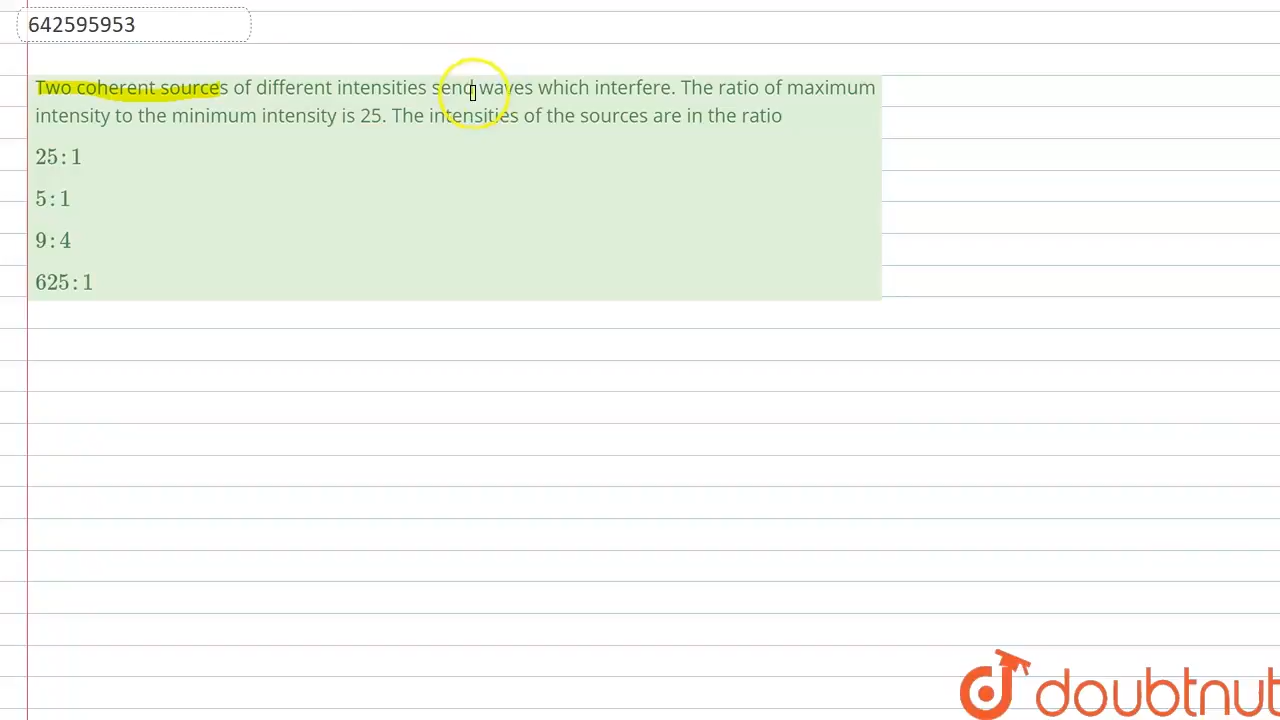 642595953
Two coherent sources of different intensities send waves which interfere. The ratio of maximum
intensity to the minimum intensity is 25. The intensities of the sources are in the ratio
25 : 1
5 : 1
9 : 4
625 : 1
doubtnut